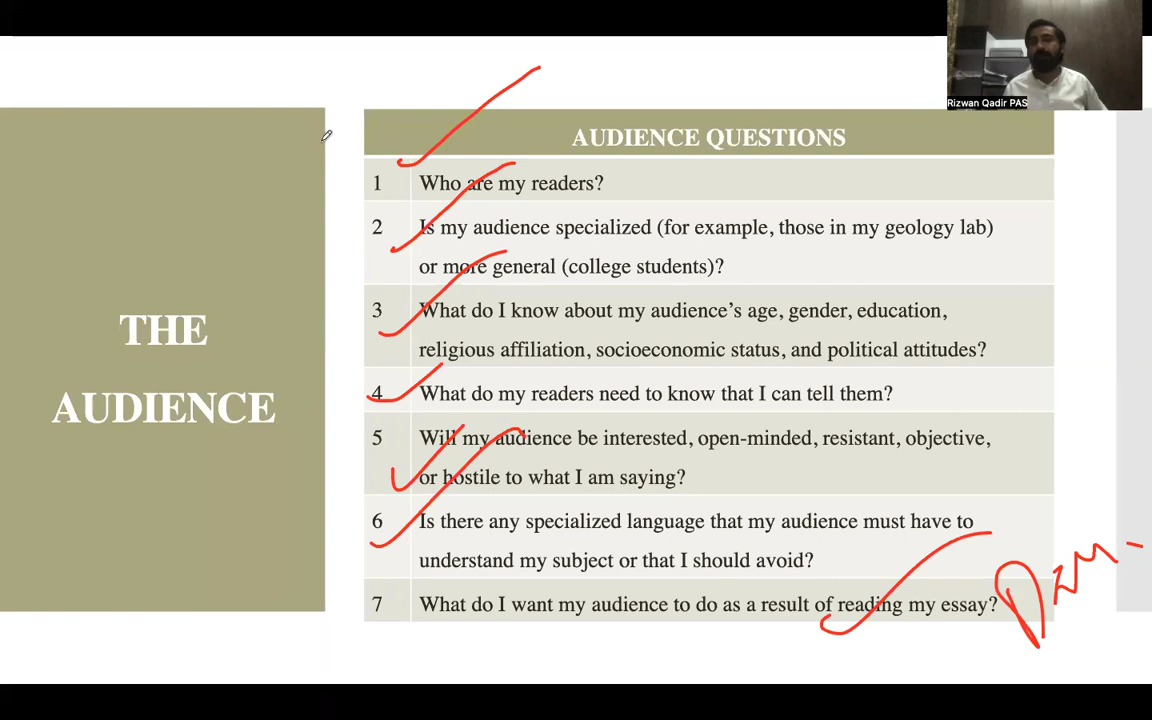 Rizwan Qadir PAS
THE
AUDIENCE
AUDIENCE QUESTIONS
1 Who are my readers?
2 Is my audience specialized (for example, those in my geology lab)
or more general (college students)?
3 What do I know about my audience's age, gender, education,
religious affiliation, socioeconomic status, and political attitudes?
4 What do my readers need to know that I can tell them?
5 Will my audience be interested, open-minded, resistant, objective,
or hostile to what I am saying?
6 Is there any specialized language that my audience must have to
understand my subject or that I should avoid?
7 What do I want my audience to do as a result of reading my essay?